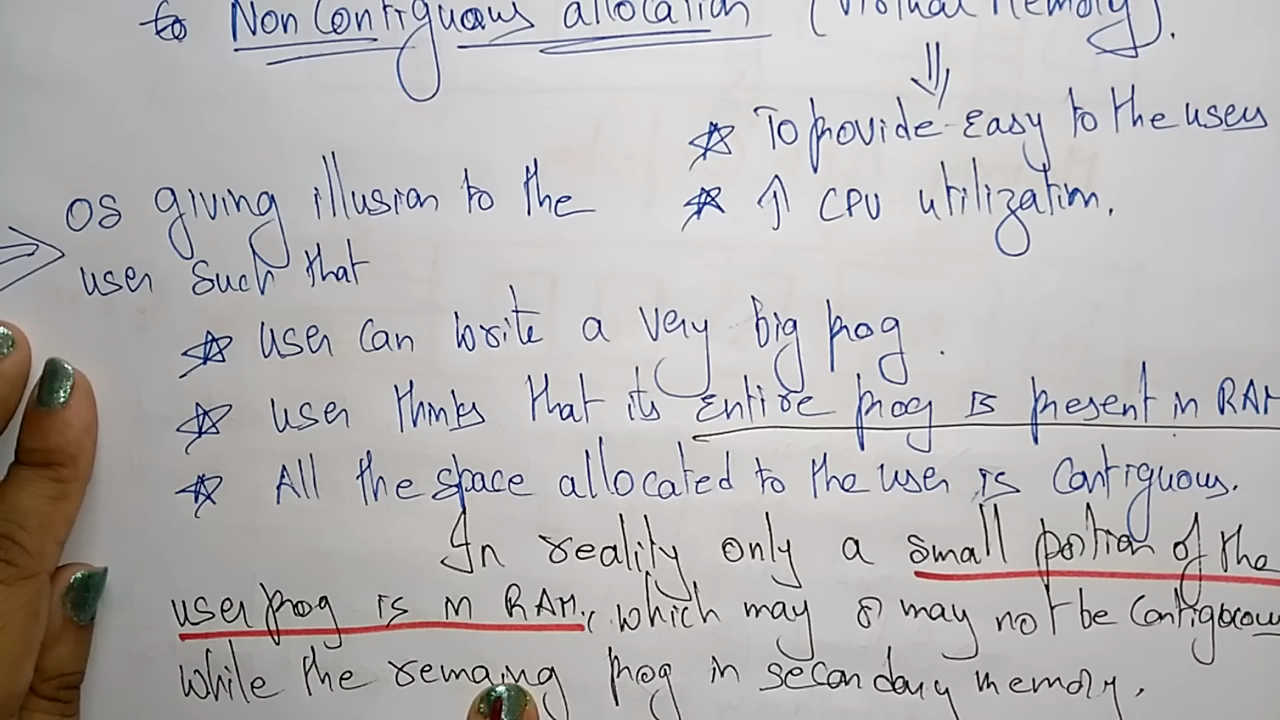 to Non Contiguous allocation (Virtual Memory).
⇓
☆ To provide easy to the users
☆ ↑ CPU utilization.
⇒ OS giving illusion to the
user such that
☆ user can write a very big prog.
☆ user thinks that its entire prog is present in RAM
☆ All the space allocated to the user is Contiguous.
In reality only a small portion of the
user prog is in RAM, which may or may not be Contiguous
while the remaing prog in secondary memory.